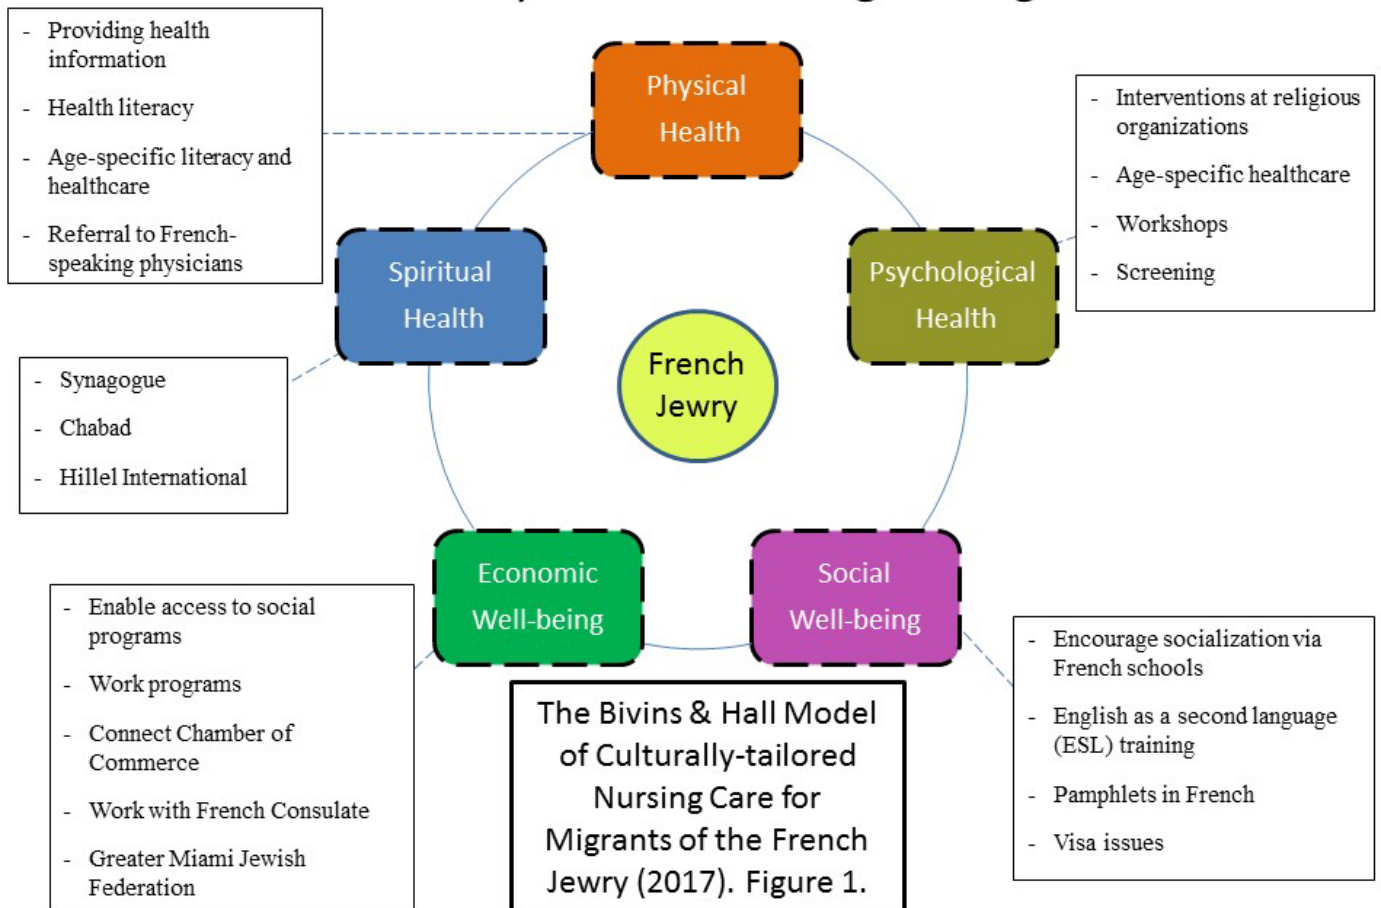 - Providing health
information
- Health literacy
- Age-specific literacy and
healthcare
- Referral to French-
speaking physicians
Physical
Health
- Interventions at religious
organizations
- Age-specific healthcare
- Workshops
- Screening
Spiritual
Health
Psychological
Health
French
Jewry
- Synagogue
- Chabad
- Hillel International
Economic
Well-being
Social
Well-being
- Enable access to social
programs
- Work programs
- Connect Chamber of
Commerce
- Work with French Consulate
- Greater Miami Jewish
Federation
The Bivins & Hall Model
of Culturally-tailored
Nursing Care for
Migrants of the French
Jewry (2017). Figure 1.
- Encourage socialization via
French schools
- English as a second language
(ESL) training
- Pamphlets in French
- Visa issues